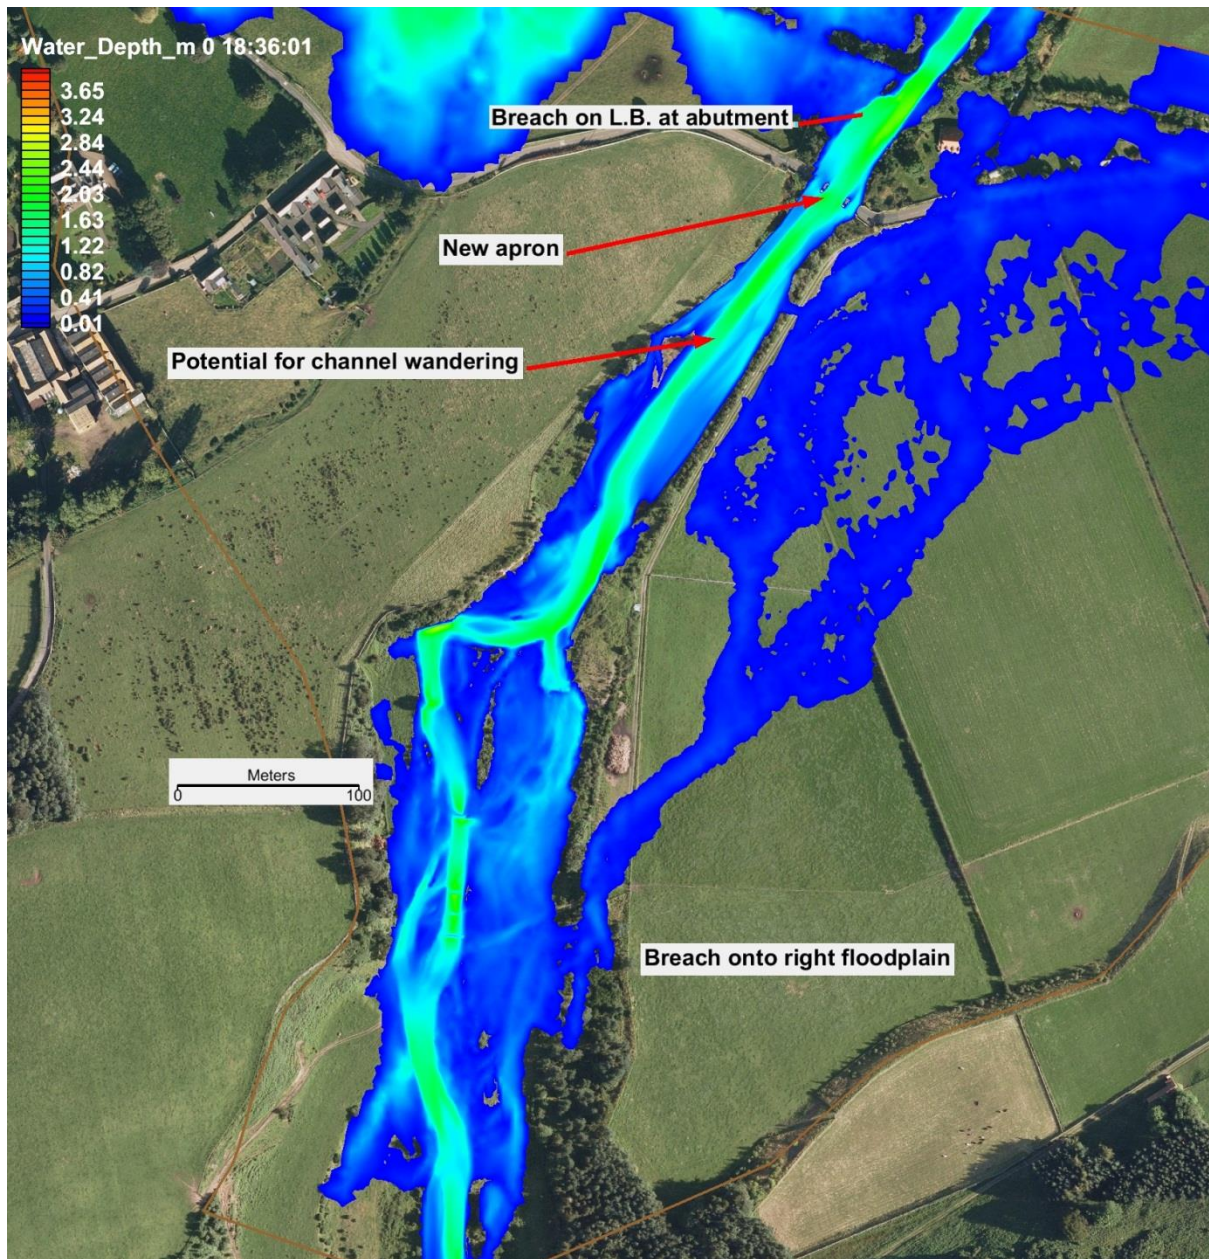 Water_Depth_m 0 18:36:01
3.65
3.24
2.84
2.44
2.03
1.63
1.22
0.82
0.41
0.01
Breach on L.B. at abutment
New apron
Potential for channel wandering
Meters
0 100
Breach onto right floodplain